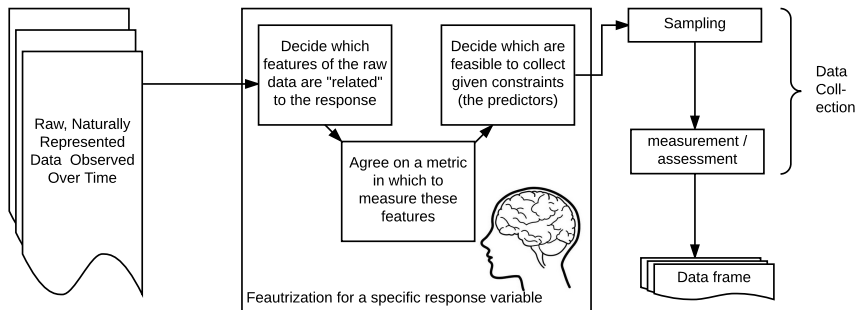 Raw, Naturally
Represented
Data Observed
Over Time
Decide which
features of the raw
data are "related"
to the response
Agree on a metric
in which to
measure these
features
Decide which are
feasible to collect
given constraints
(the predictors)
Feautrization for a specific response variable
Sampling
measurement /
assessment
Data frame
Data
Coll-
ection